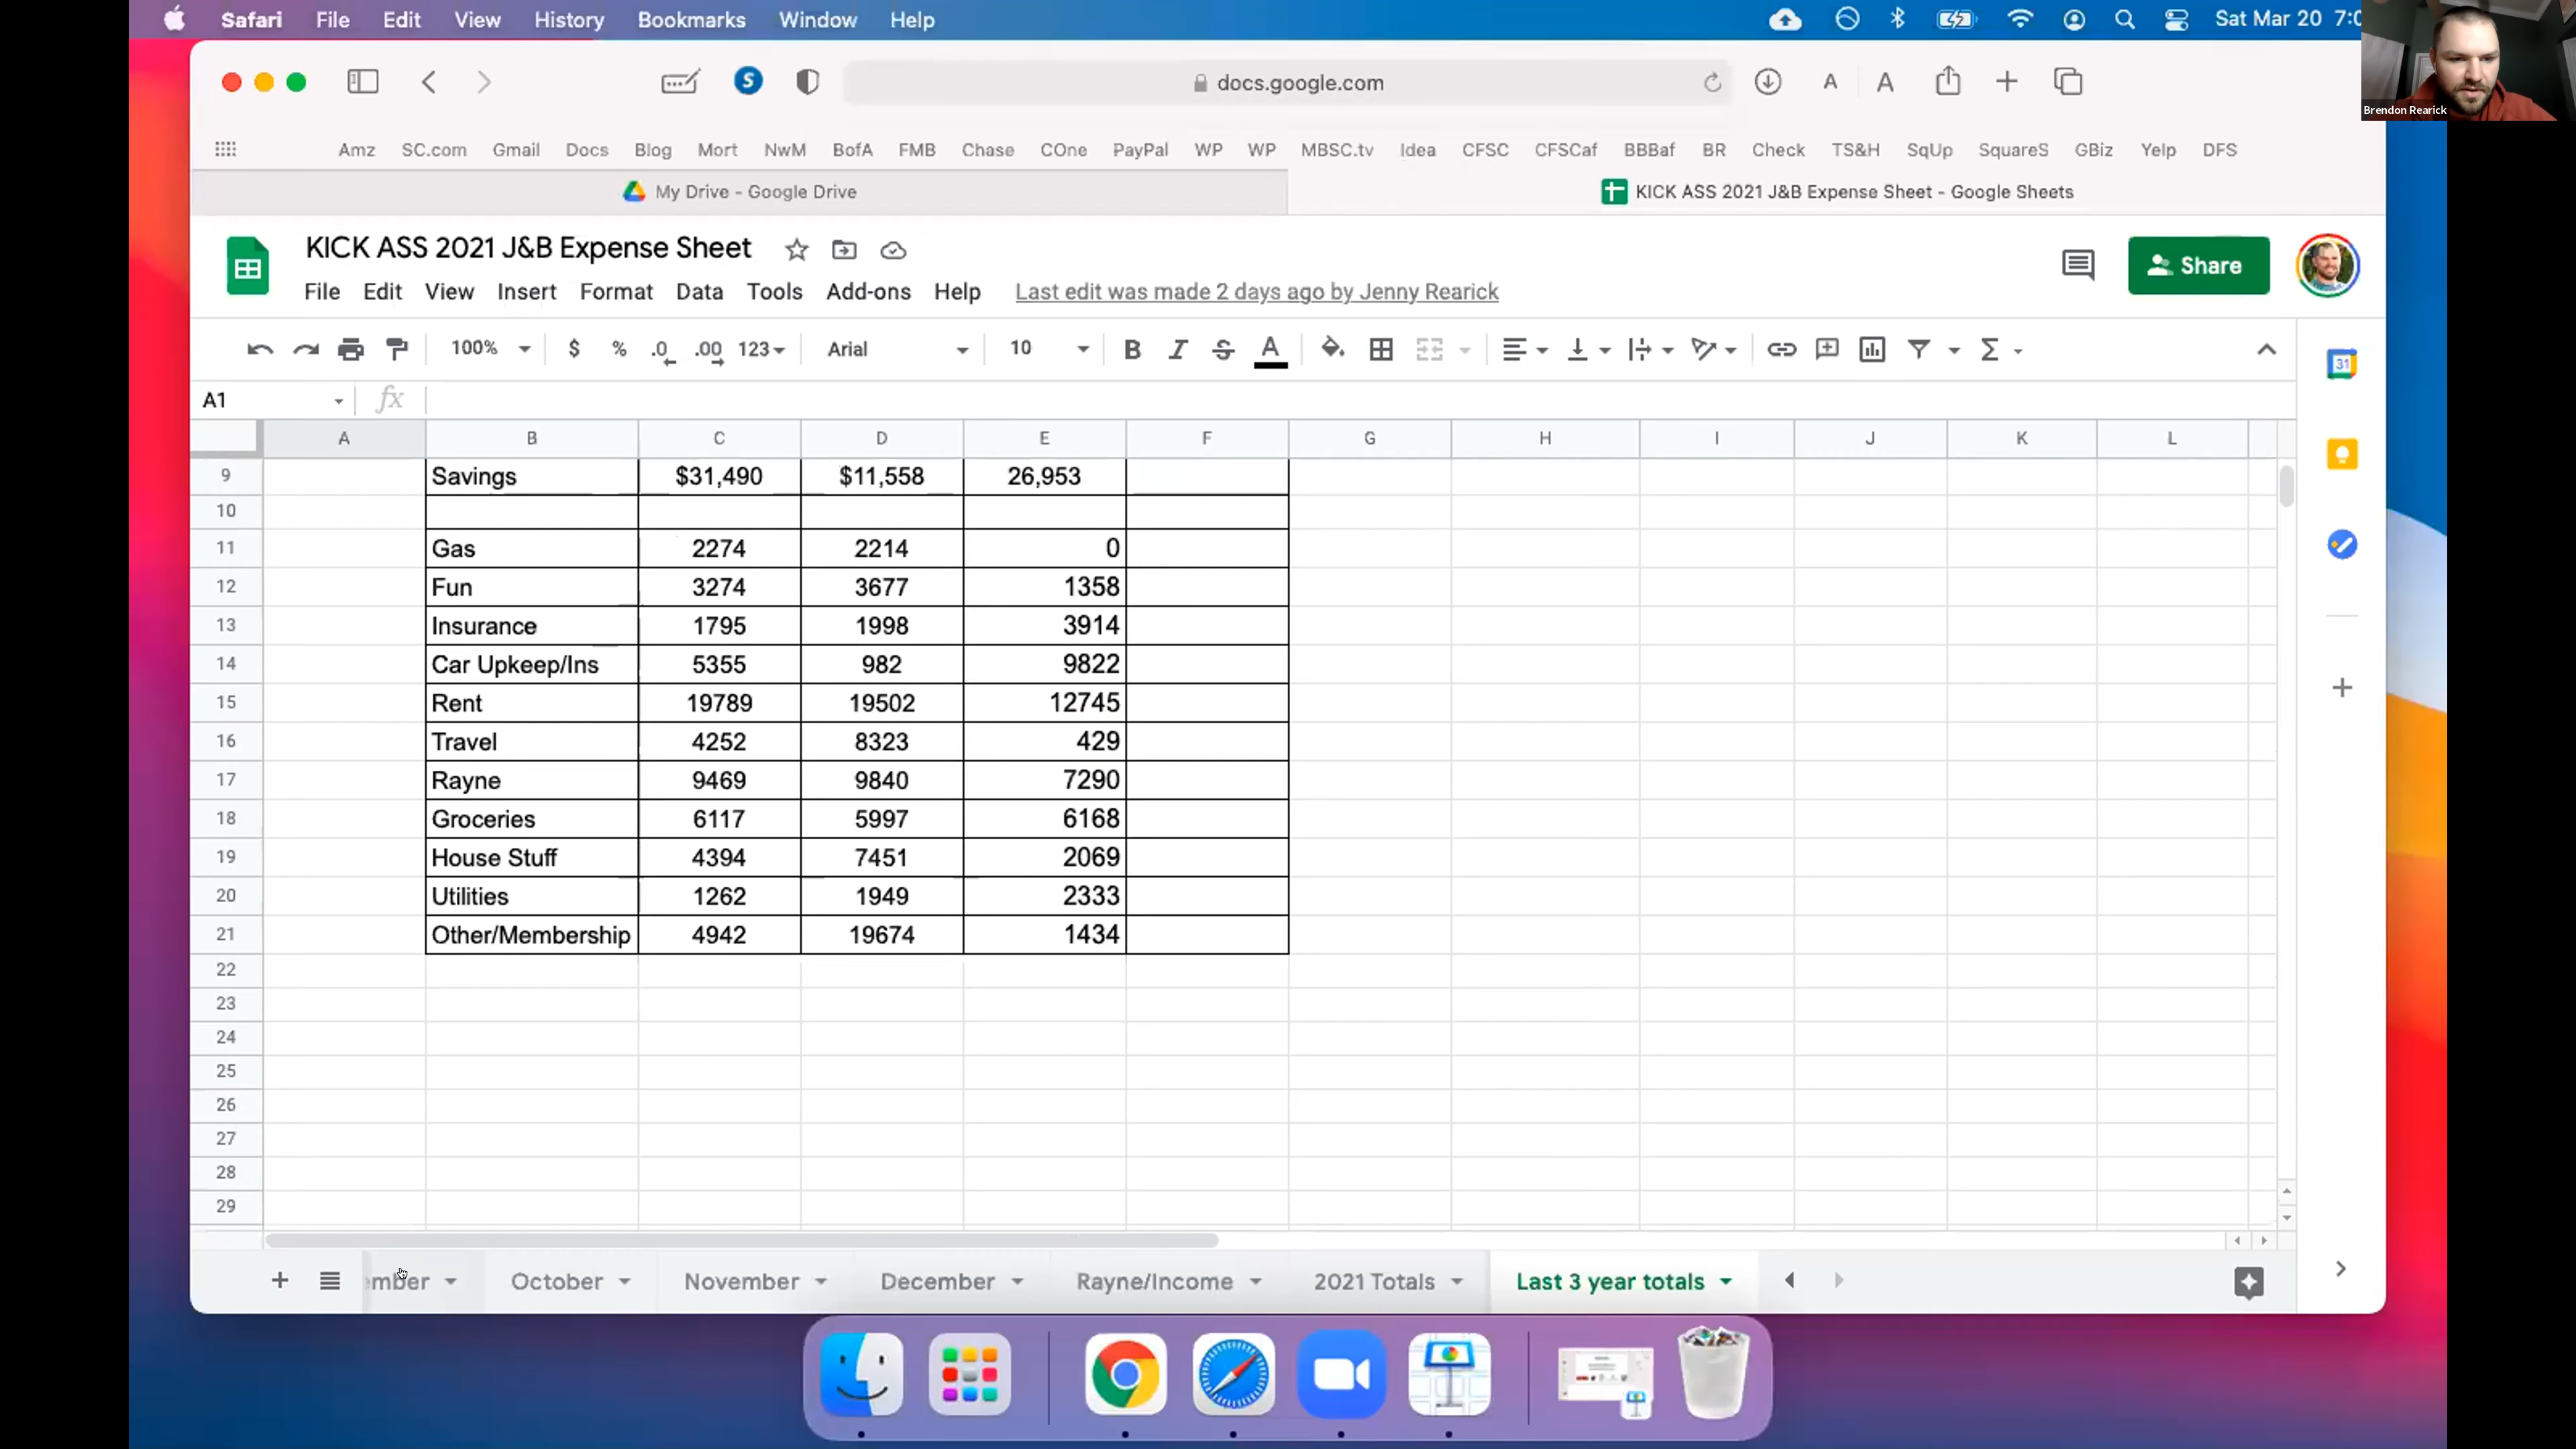 Safari File Edit View History Bookmarks Window Help Sat Mar 20 7:0
Brendon Rearick
docs.google.com A A
Amz SC.com Gmail Docs Blog Mort NwM BofA FMB Chase COne PayPal WP WP MBSC.tv Idea CFSC CFSCaf BBBaf BR Check TS&H SqUp SquareS GBiz Yelp DFS
My Drive - Google Drive KICK ASS 2021 J&B Expense Sheet - Google Sheets
KICK ASS 2021 J&B Expense Sheet
Share
File Edit View Insert Format Data Tools Add-ons Help Last edit was made 2 days ago by Jenny Rearick
100% $ % .0 .00 123 Arial 10 B I S A Σ
31
A1 fx
A B C D E F G H I J K L
9 Savings $31,490 $11,558 26,953
10
11 Gas 2274 2214 0
12 Fun 3274 3677 1358
13 Insurance 1795 1998 3914
14 Car Upkeep/Ins 5355 982 9822
15 Rent 19789 19502 12745
16 Travel 4252 8323 429
17 Rayne 9469 9840 7290
18 Groceries 6117 5997 6168
19 House Stuff 4394 7451 2069
20 Utilities 1262 1949 2333
21 Other/Membership 4942 19674 1434
22
23
24
25
26
27
28
29
ember October November December Rayne/Income 2021 Totals Last 3 year totals